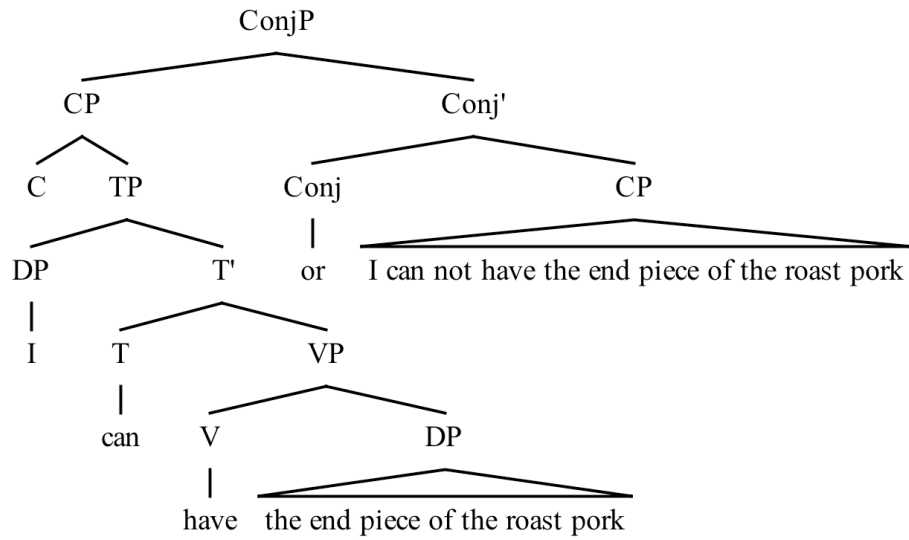 ConjP
CP Conj'
C TP Conj CP
DP T' or I can not have the end piece of the roast pork
I T VP
can V DP
have the end piece of the roast pork